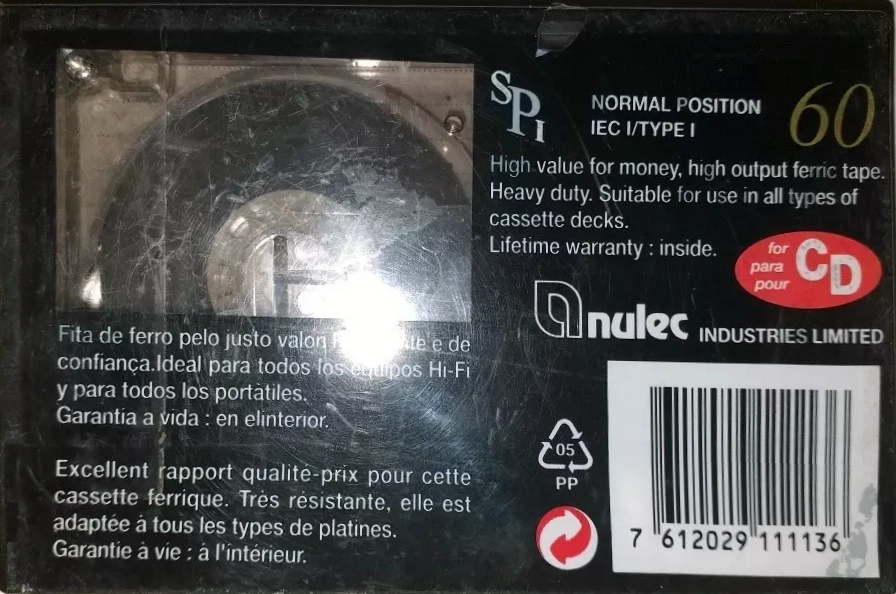 SPI
NORMAL POSITION
IEC I/TYPE I
60
High value for money, high output ferric tape.
Heavy duty. Suitable for use in all types of
cassette decks.
Lifetime warranty : inside.
for
para
pour
CD
nulec INDUSTRIES LIMITED
Fita de ferro pelo justo valor e de
confiança.Ideal para todos los equipos Hi-Fi
y para todos los portàtiles.
Garantia a vida : en elinterior.
Excellent rapport qualité-prix pour cette
cassette ferrique. Très résistante, elle est
adaptée à tous les types de platines.
Garantie à vie : à l'intérieur.
05
PP
7 612029 111136